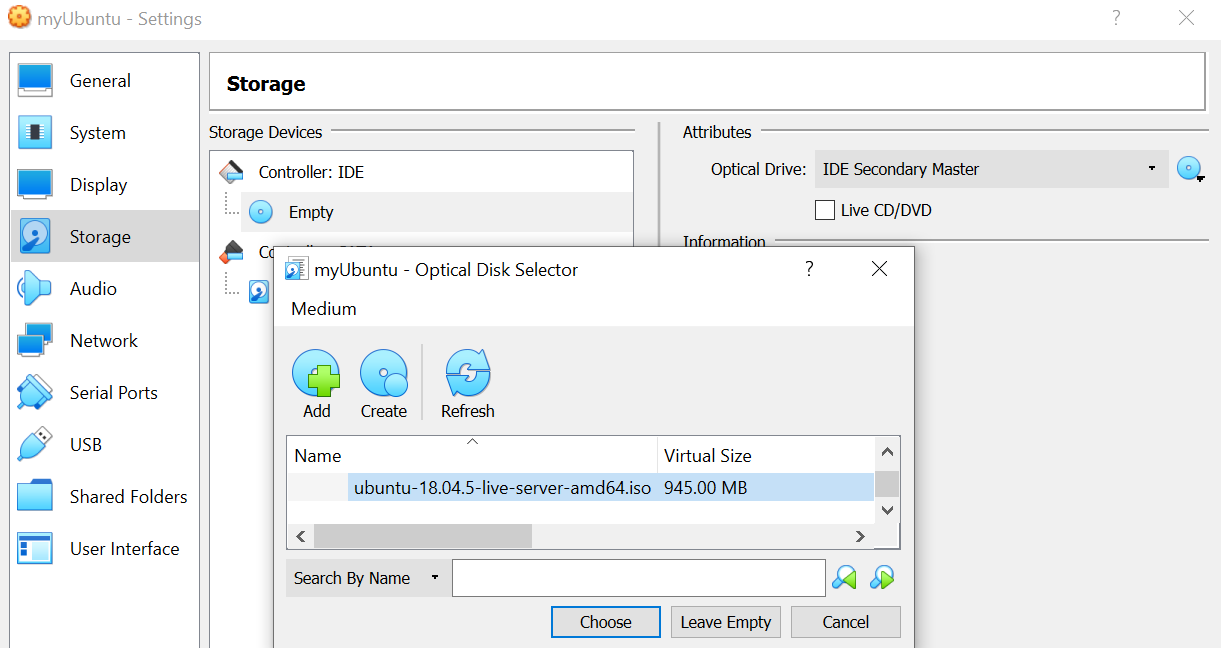 myUbuntu - Settings
?
General
System
Display
Storage
Audio
Network
Serial Ports
USB
Shared Folders
User Interface
Storage
Storage Devices
Controller: IDE
Empty
Attributes
Optical Drive: IDE Secondary Master
Live CD/DVD
Information
myUbuntu - Optical Disk Selector
?
Medium
Add Create Refresh
Name Virtual Size
ubuntu-18.04.5-live-server-amd64.iso 945.00 MB
Search By Name
Choose Leave Empty Cancel